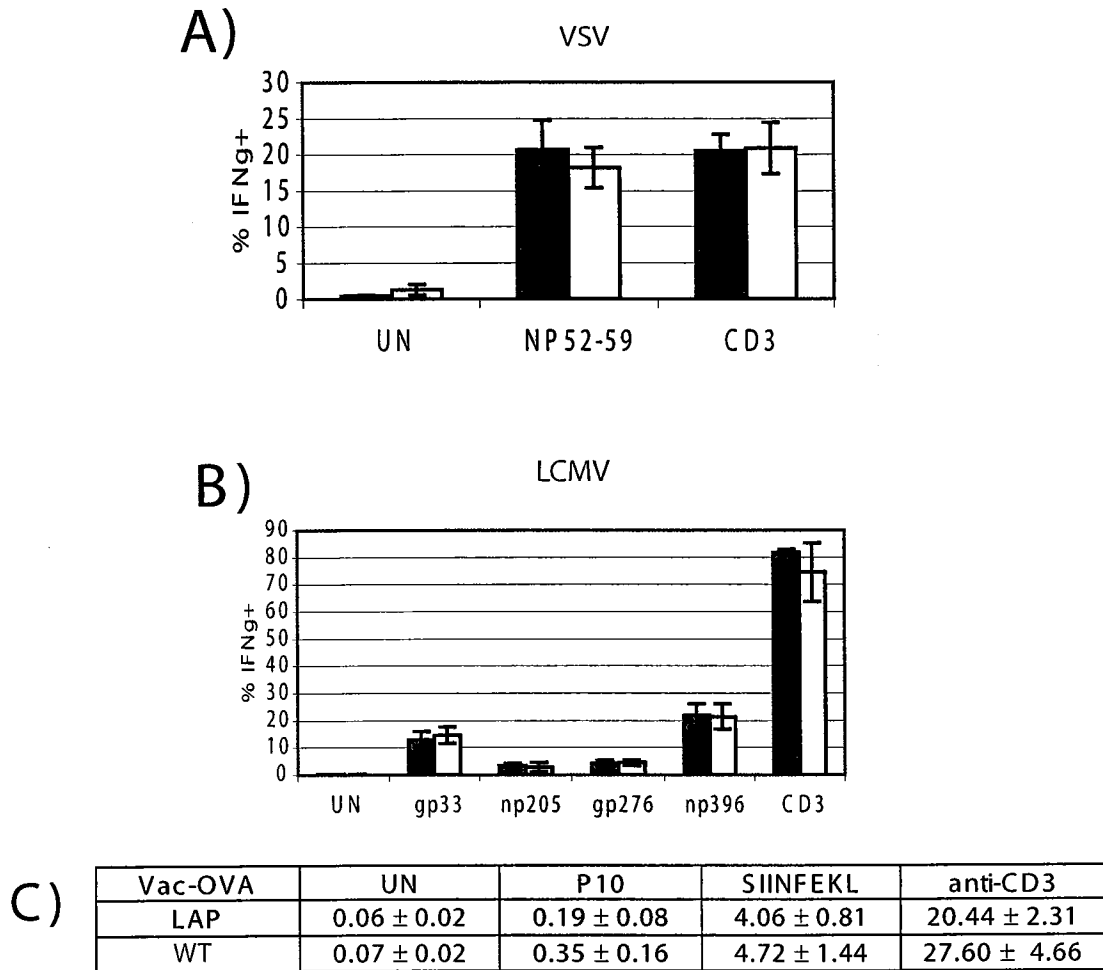 A)
VSV
30
25
20
15
10
5
0
% IFNg+
UN NP 52-59 CD3
B)
LCMV
90
80
70
60
50
40
30
20
10
0
% IFNg+
UN gp33 np205 gp276 np396 CD3
C)
Vac-OVA UN P10 SIINFEKL anti-CD3
LAP 0.06 ± 0.02 0.19 ± 0.08 4.06 ± 0.81 20.44 ± 2.31
WT 0.07 ± 0.02 0.35 ± 0.16 4.72 ± 1.44 27.60 ± 4.66